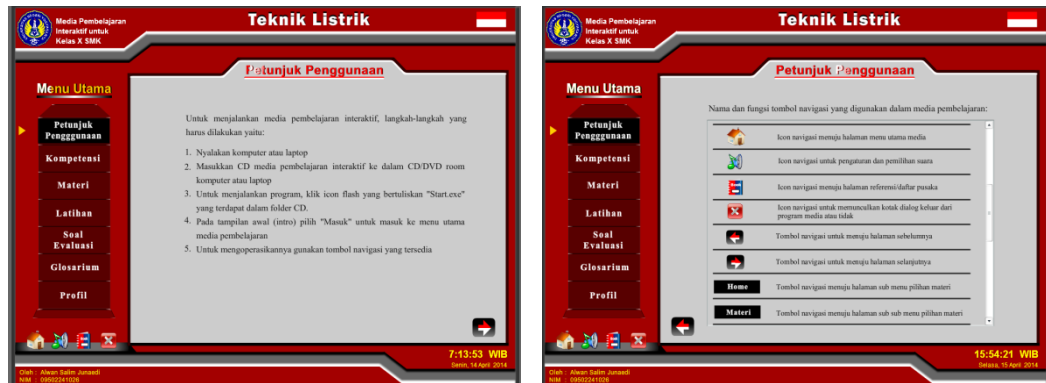 Media Pembelajaran
Interaktif untuk
Kelas X SMK
Teknik Listrik
Petunjuk Penggunaan
Menu Utama
Petunjuk
Pengggunaan
Kompetensi
Materi
Latihan
Soal
Evaluasi
Glosarium
Profil
Untuk menjalankan media pembelajaran interaktif, langkah-langkah yang
harus dilakukan yaitu:
1. Nyalakan komputer atau laptop
2. Masukkan CD media pembelajaran interaktif ke dalam CD/DVD room
komputer atau laptop
3. Untuk menjalankan program, klik icon flash yang bertuliskan "Start.exe"
yang terdapat dalam folder CD.
4. Pada tampilan awal (intro) pilih "Masuk" untuk masuk ke menu utama
media pembelajaran
5. Untuk mengoperasikannya gunakan tombol navigasi yang tersedia
7:13:53 WIB
Senin, 14 April 2014
Oleh : Alwan Salim Junaedi
NIM : 09502241026
Media Pembelajaran
Interaktif untuk
Kelas X SMK
Teknik Listrik
Petunjuk Penggunaan
Menu Utama
Petunjuk
Pengggunaan
Kompetensi
Materi
Latihan
Soal
Evaluasi
Glosarium
Profil
Nama dan fungsi tombol navigasi yang digunakan dalam media pembelajaran:
Icon navigasi menuju halaman menu utama media
Icon navigasi untuk pengaturan dan pemilihan suara
Icon navigasi menuju halaman referensi/daftar pusaka
Icon navigasi untuk memunculkan kotak dialog keluar dari
program media atau tidak
Tombol navigasi untuk menuju halaman sebelumnya
Tombol navigasi untuk menuju halaman selanjutnya
Home Tombol navigasi menuju halaman sub menu pilihan materi
Materi Tombol navigasi menuju halaman sub sub menu pilihan materi
15:54:21 WIB
Selasa, 15 April 2014
Oleh : Alwan Salim Junaedi
NIM : 09502241026